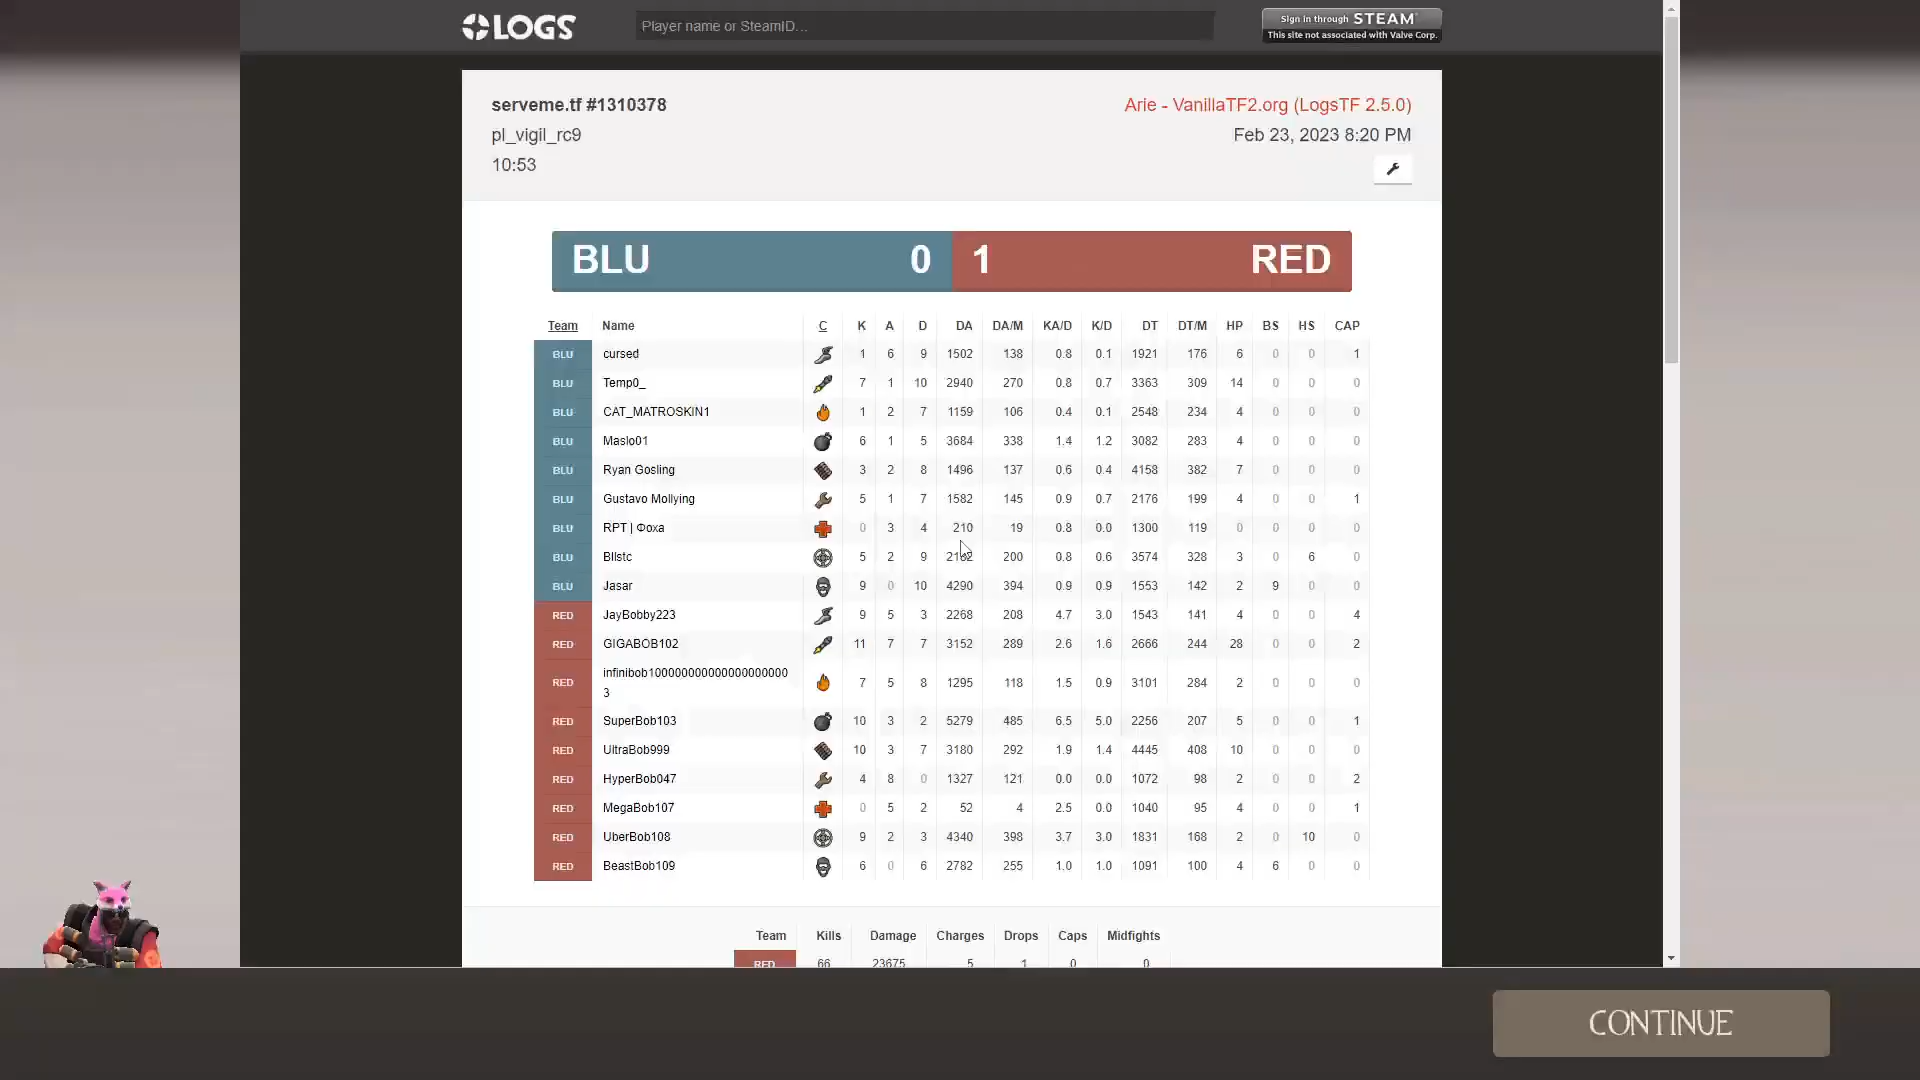 LOGS
Player name or SteamID...
Sign in through STEAM
This site not associated with Valve Corp.
serveme.tf #1310378
Arie - VanillaTF2.org (LogsTF 2.5.0)
pl_vigil_rc9
Feb 23, 2023 8:20 PM
10:53
BLU 0 1 RED
Team Name C K A D DA DA/M KA/D K/D DT DT/M HP BS HS CAP
BLU cursed 1 6 9 1502 138 0.8 0.1 1921 176 6 0 0 1
BLU Temp0_ 7 1 10 2940 270 0.8 0.7 3363 309 14 0 0 0
BLU CAT_MATROSKIN1 1 2 7 1159 106 0.4 0.1 2548 234 4 0 0 0
BLU Maslo01 6 1 5 3684 338 1.4 1.2 3082 283 4 0 0 0
BLU Ryan Gosling 3 2 8 1496 137 0.6 0.4 4158 382 7 0 0 0
BLU Gustavo Mollying 5 1 7 1582 145 0.9 0.7 2176 199 4 0 0 1
BLU RPT | Фоха 0 3 4 210 19 0.8 0.0 1300 119 0 0 0 0
BLU 5 2 9 200 0.8 0.6 3574 328 3 0 6 0
BLU Jasar 9 0 10 4290 394 0.9 0.9 1553 142 2 9 0 0
RED JayBobby223 9 5 3 2268 208 4.7 3.0 1543 141 4 0 0 4
RED GIGABOB102 11 7 7 3152 289 2.6 1.6 2666 244 28 0 0 2
RED 7 5 8 1295 118 1.5 0.9 3101 284 2 0 0 0
RED SuperBob103 10 3 2 5279 485 6.5 5.0 2256 207 5 0 0 1
RED UltraBob999 10 3 7 3180 292 1.9 1.4 4445 408 10 0 0 0
RED HyperBob047 4 8 0 1327 121 0.0 0.0 1072 98 2 0 0 2
RED MegaBob107 0 5 2 52 4 2.5 0.0 1040 95 4 0 0 1
RED UberBob108 9 2 3 4340 398 3.7 3.0 1831 168 2 0 10 0
RED BeastBob109 6 0 6 2782 255 1.0 1.0 1091 100 4 6 0 0
Team Kills Damage Charges Drops Caps Midfights
RED 66 23675 5 1 0 0
CONTINUE